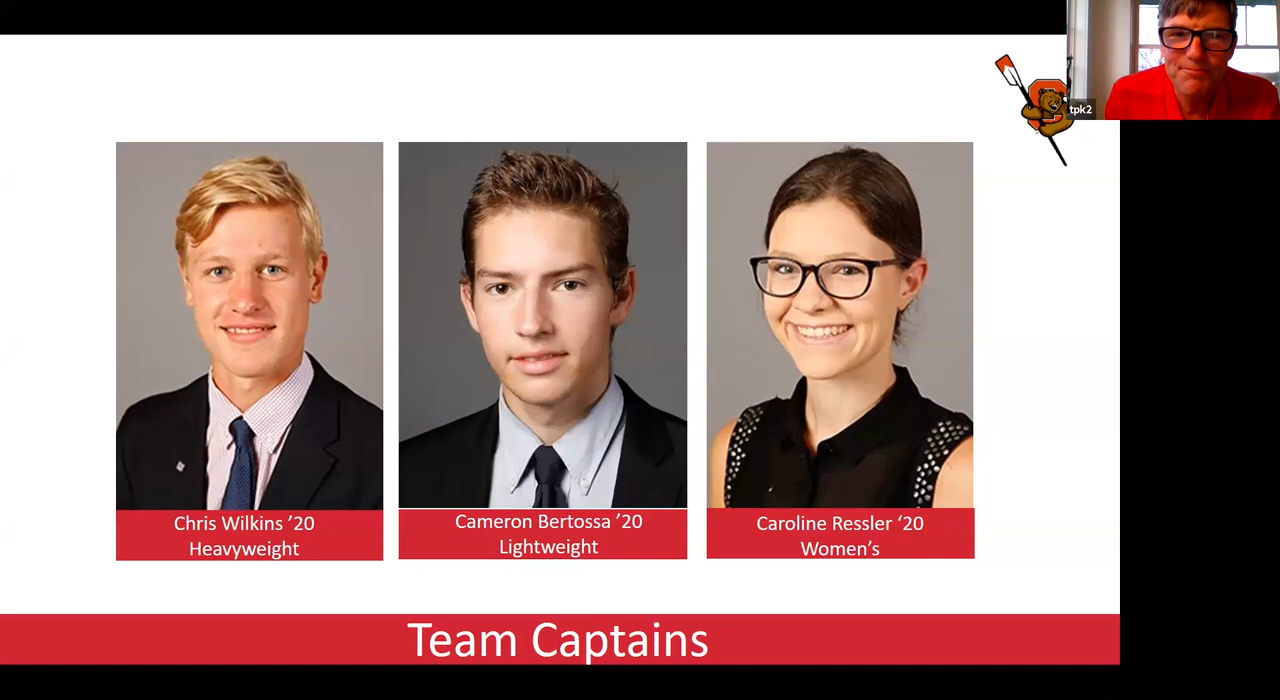 tpk2
Chris Wilkins ’20
Heavyweight
Cameron Bertossa ’20
Lightweight
Caroline Ressler ‘20
Women’s
Team Captains